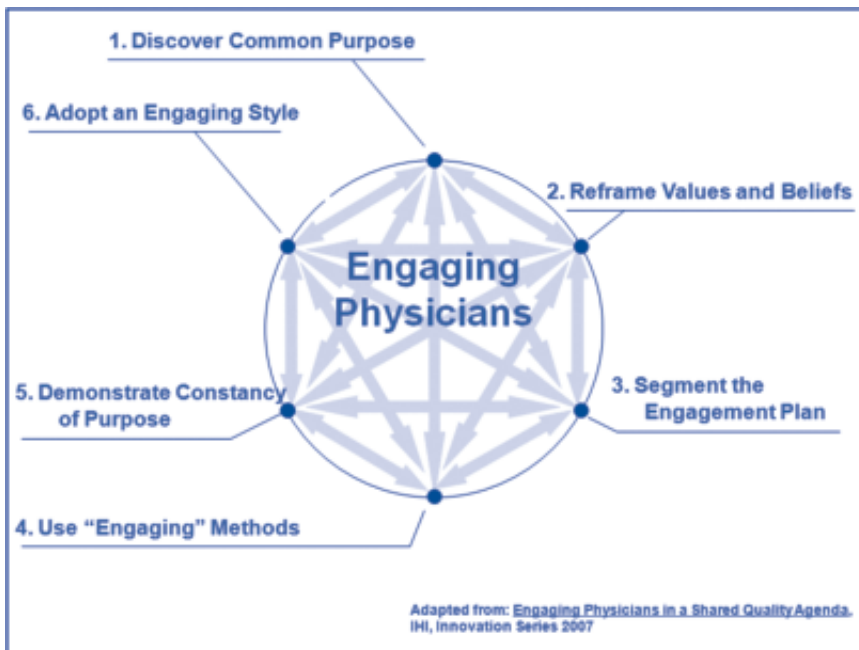 1. Discover Common Purpose
6. Adopt an Engaging Style
2. Reframe Values and Beliefs
Engaging
Physicians
5. Demonstrate Constancy
of Purpose
3. Segment the
Engagement Plan
4. Use “Engaging” Methods
Adapted from: Engaging Physicians in a Shared Quality Agenda,
IHI, Innovation Series 2007